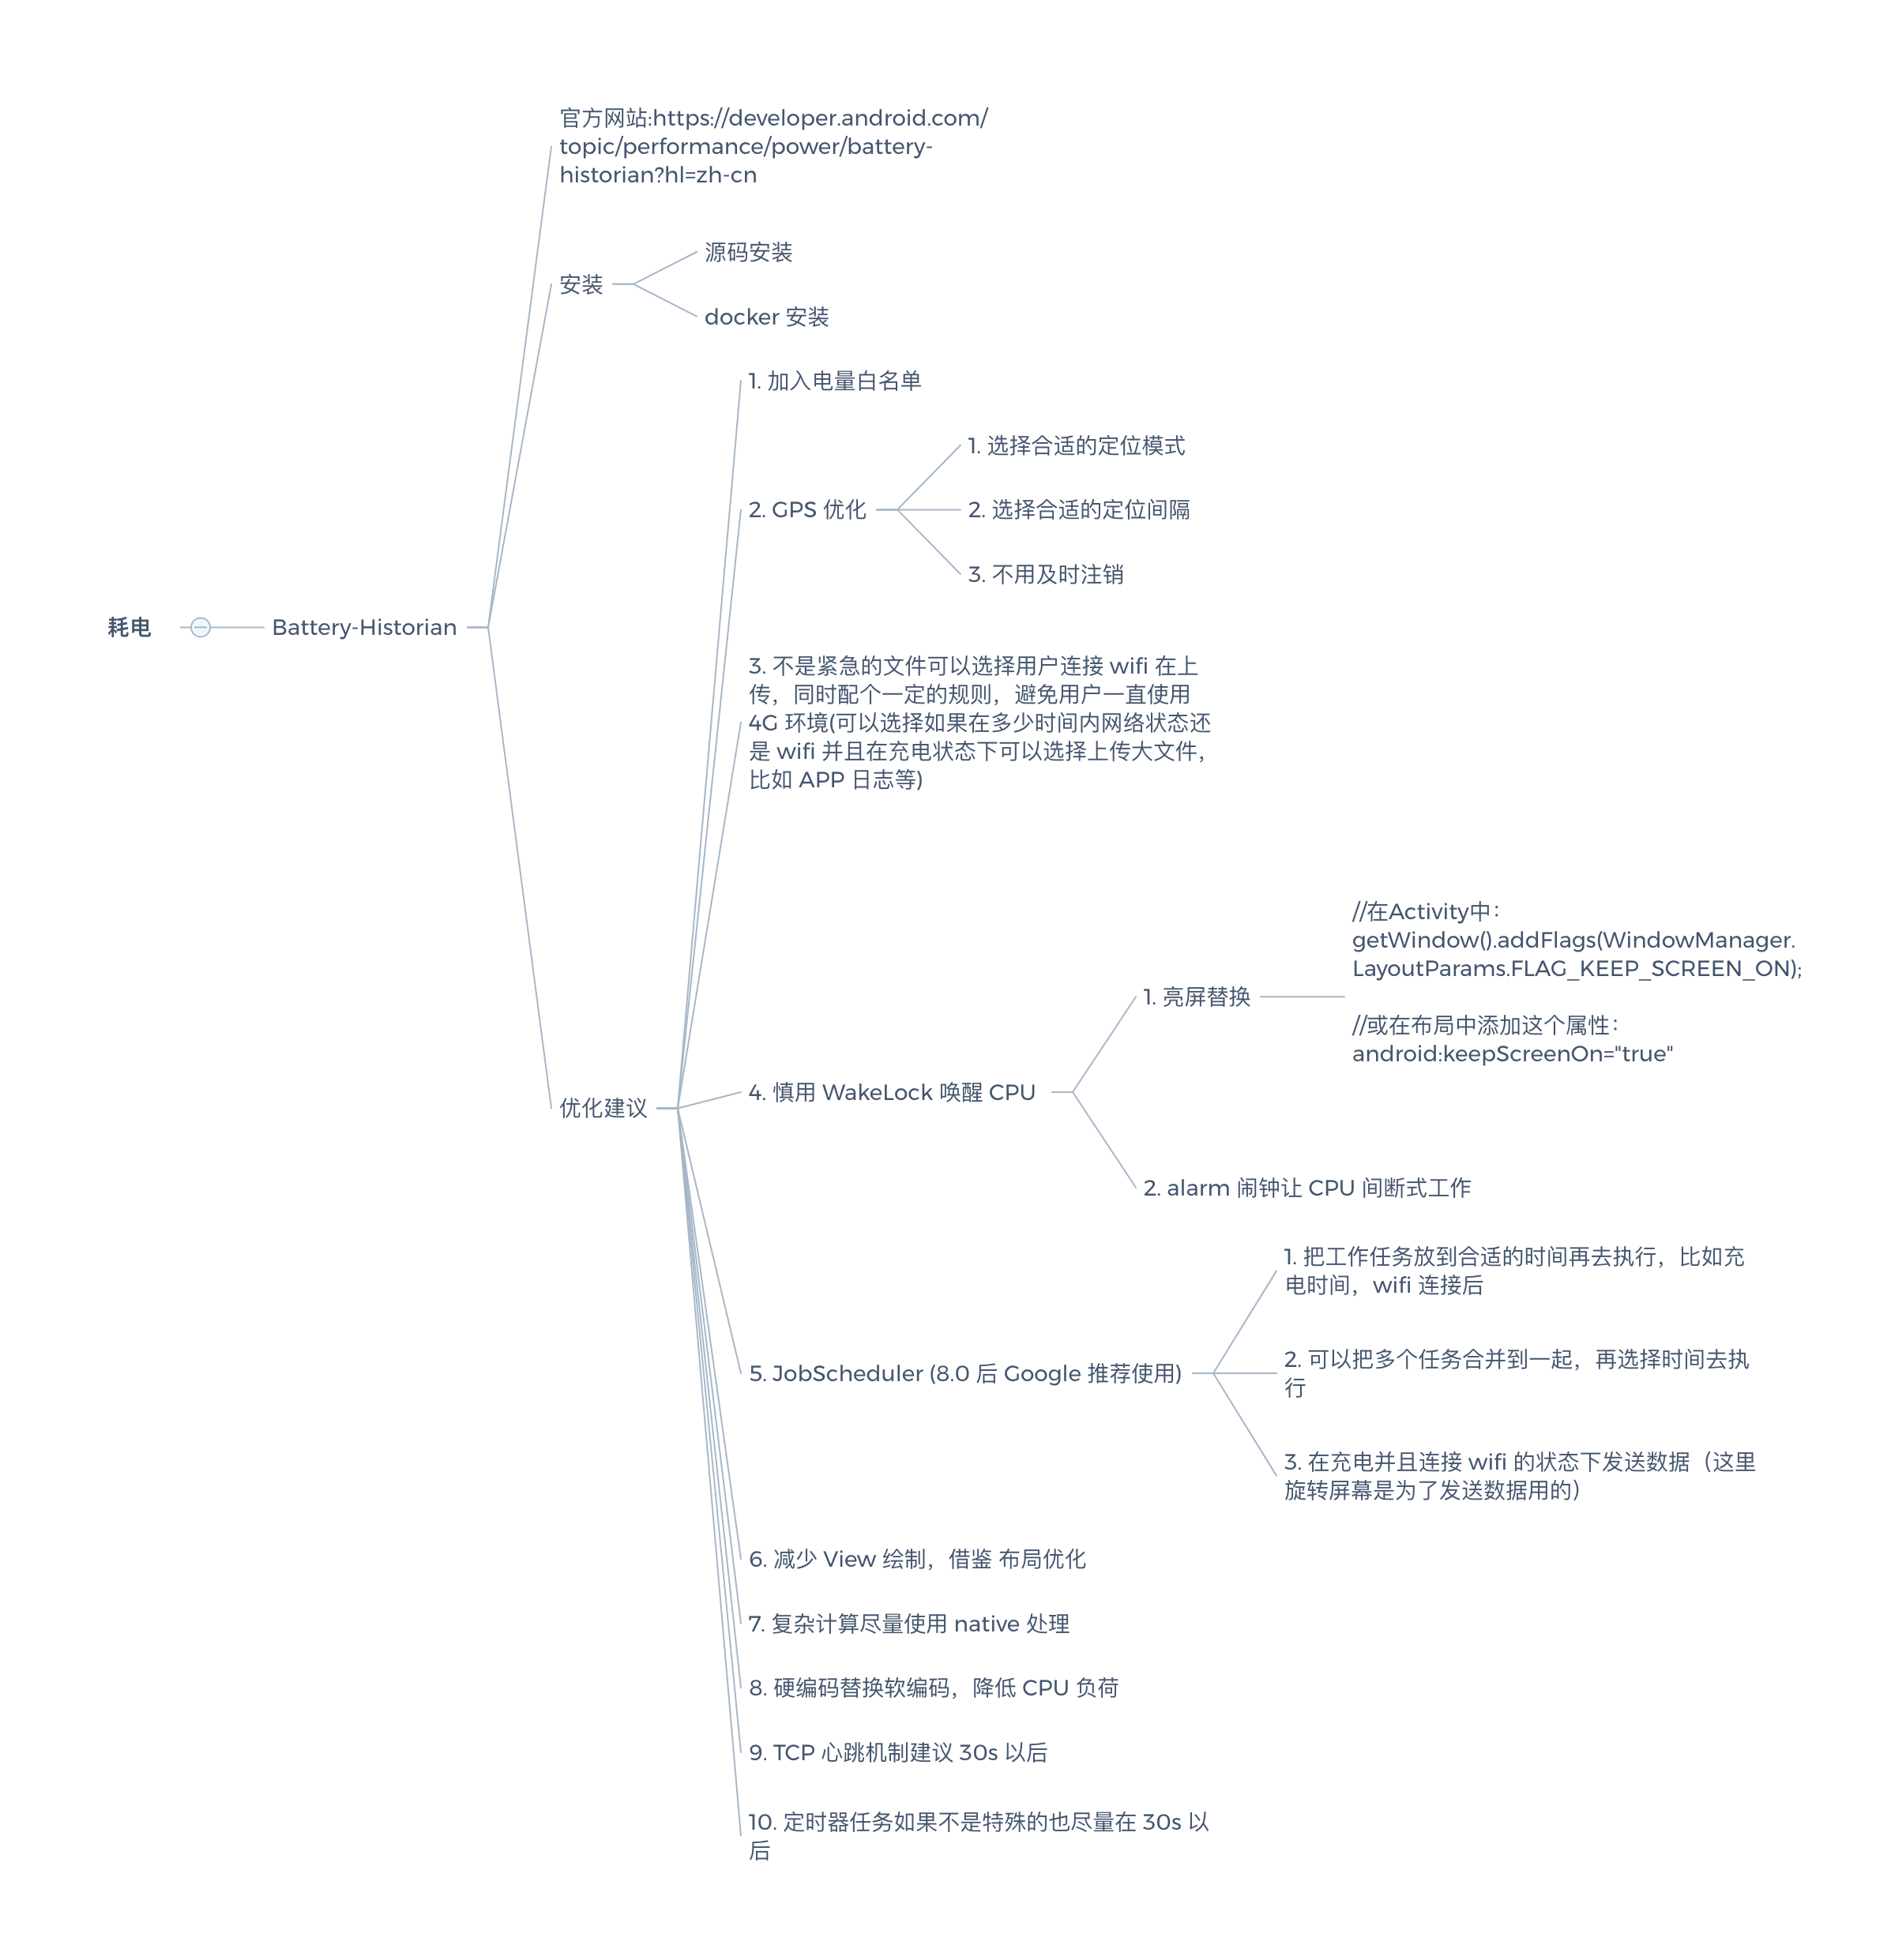 耗电
Battery-Historian
官方网站:https://developer.android.com/
topic/performance/power/battery-
historian?hl=zh-cn
安装
源码安装
docker 安装
优化建议
1. 加入电量白名单
2. GPS 优化
1. 选择合适的定位模式
2. 选择合适的定位间隔
3. 不用及时注销
3. 不是紧急的文件可以选择用户连接 wifi 在上
传，同时配个一定的规则，避免用户一直使用
4G 环境(可以选择如果在多少时间内网络状态还
是 wifi 并且在充电状态下可以选择上传大文件,
比如 APP 日志等)
4. 慎用 WakeLock 唤醒 CPU
1. 亮屏替换
//在Activity中：
getWindow().addFlags(WindowManager.
LayoutParams.FLAG_KEEP_SCREEN_ON);
//或在布局中添加这个属性：
android:keepScreenOn="true"
2. alarm 闹钟让 CPU 间断式工作
5. JobScheduler (8.0 后 Google 推荐使用)
1. 把工作任务放到合适的时间再去执行，比如充
电时间，wifi 连接后
2. 可以把多个任务合并到一起，再选择时间去执
行
3. 在充电并且连接 wifi 的状态下发送数据（这里
旋转屏幕是为了发送数据用的）
6. 减少 View 绘制，借鉴 布局优化
7. 复杂计算尽量使用 native 处理
8. 硬编码替换软编码，降低 CPU 负荷
9. TCP 心跳机制建议 30s 以后
10. 定时器任务如果不是特殊的也尽量在 30s 以
后